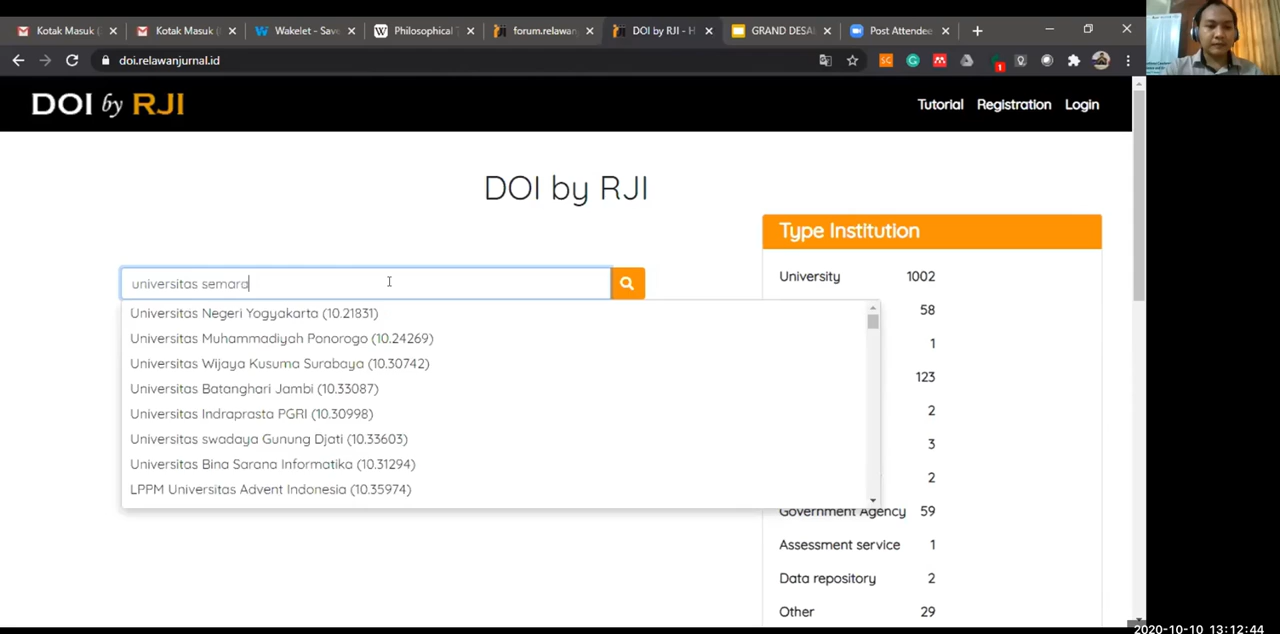 Kotak Masuk (
Kotak Masuk (
Wakelet - Save
Philosophical T
forum.relawan
DOI by RJI - H
GRAND DESAI
Post Attendee
doi.relawanjurnal.id
DOI by RJI
Tutorial Registration Login
DOI by RJI
Type Institution
universitas semara
University 1002
58
1
123
2
3
2
Universitas Negeri Yogyakarta (10.21831)
Universitas Muhammadiyah Ponorogo (10.24269)
Universitas Wijaya Kusuma Surabaya (10.30742)
Universitas Batanghari Jambi (10.33087)
Universitas Indraprasta PGRI (10.30998)
Universitas swadaya Gunung Djati (10.33603)
Universitas Bina Sarana Informatika (10.31294)
LPPM Universitas Advent Indonesia (10.35974)
Government Agency 59
Assessment service 1
Data repository 2
Other 29
2020-10-10 13:12:44